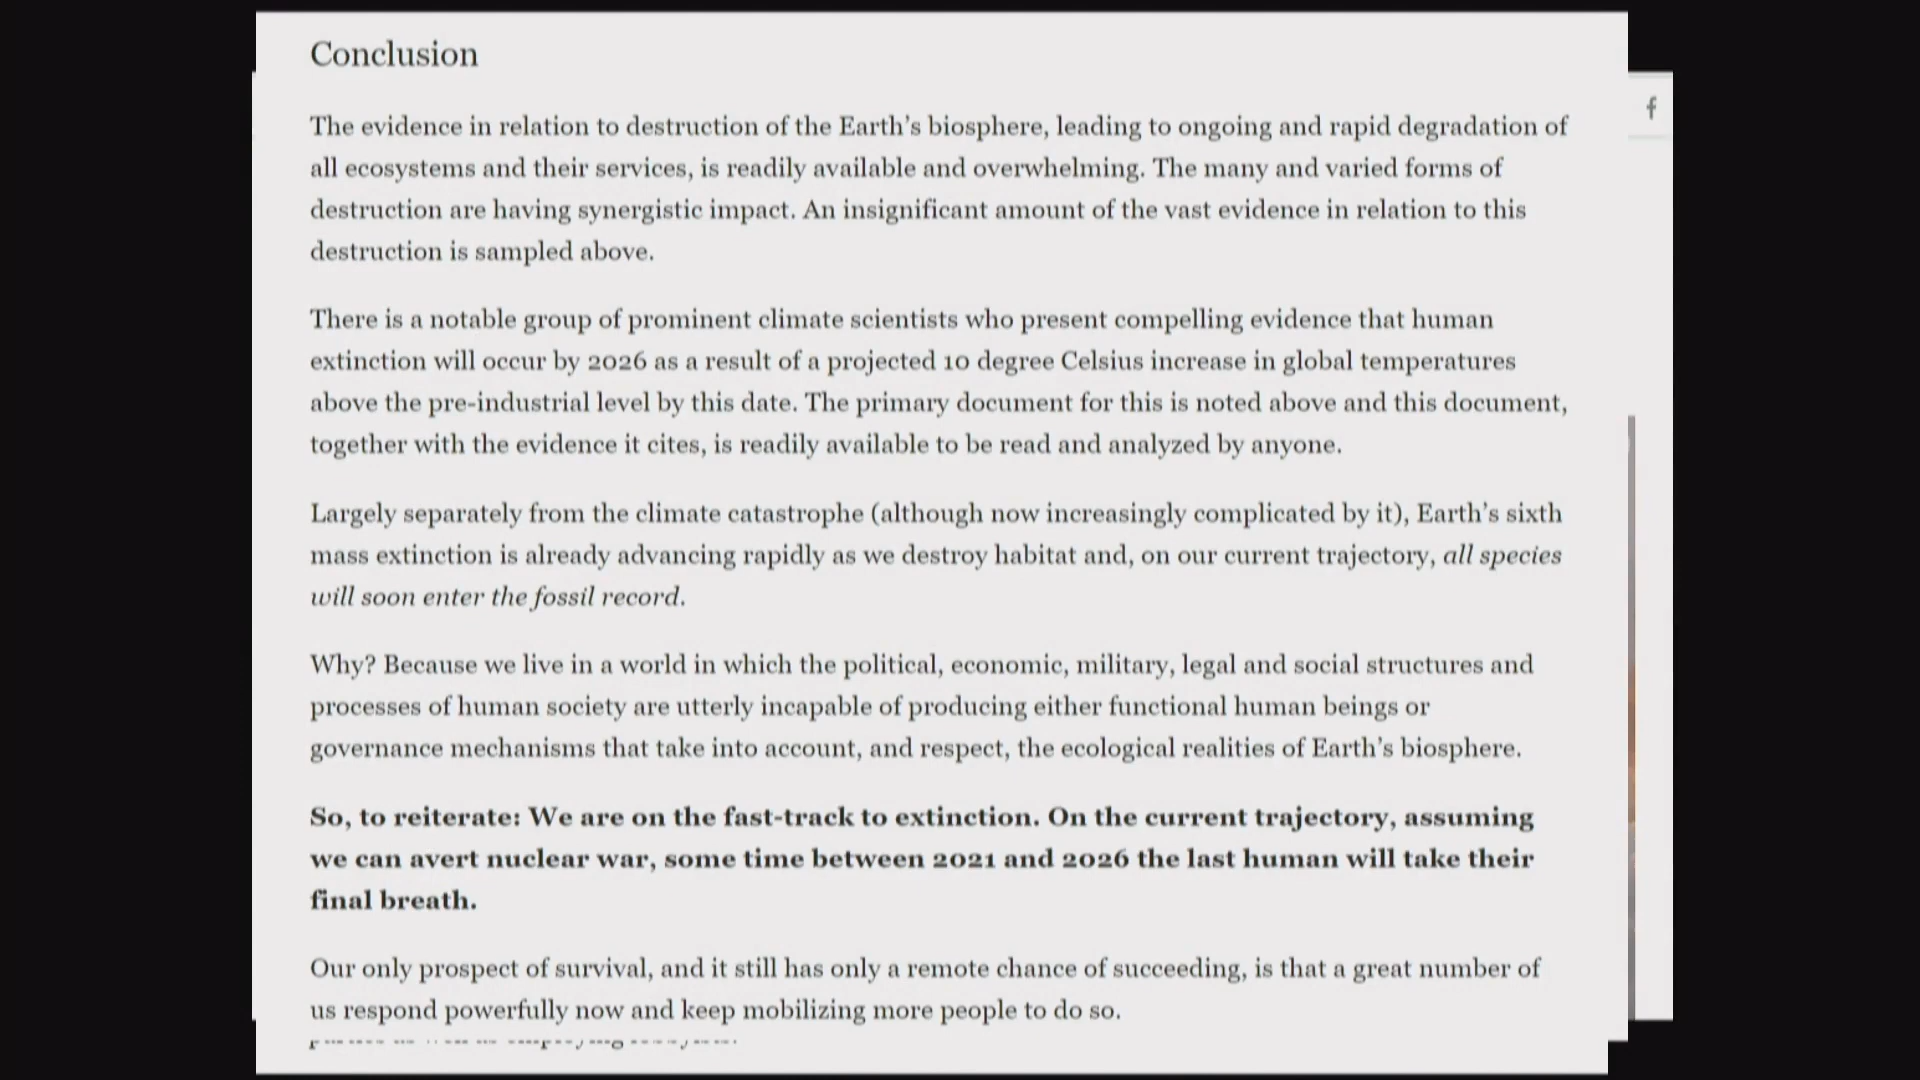 Conclusion
The evidence in relation to destruction of the Earth's biosphere, leading to ongoing and rapid degradation of
all ecosystems and their services, is readily available and overwhelming. The many and varied forms of
destruction are having synergistic impact. An insignificant amount of the vast evidence in relation to this
destruction is sampled above.
There is a notable group of prominent climate scientists who present compelling evidence that human
extinction will occur by 2026 as a result of a projected 10 degree Celsius increase in global temperatures
above the pre-industrial level by this date. The primary document for this is noted above and this document,
together with the evidence it cites, is readily available to be read and analyzed by anyone.
Largely separately from the climate catastrophe (although now increasingly complicated by it), Earth's sixth
mass extinction is already advancing rapidly as we destroy habitat and, on our current trajectory, all species
will soon enter the fossil record.
Why? Because we live in a world in which the political, economic, military, legal and social structures and
processes of human society are utterly incapable of producing either functional human beings or
governance mechanisms that take into account, and respect, the ecological realities of Earth's biosphere.
So, to reiterate: We are on the fast-track to extinction. On the current trajectory, assuming
we can avert nuclear war, some time between 2021 and 2026 the last human will take their
final breath.
Our only prospect of survival, and it still has only a remote chance of succeeding, is that a great number of
us respond powerfully now and keep mobilizing more people to do so.
f